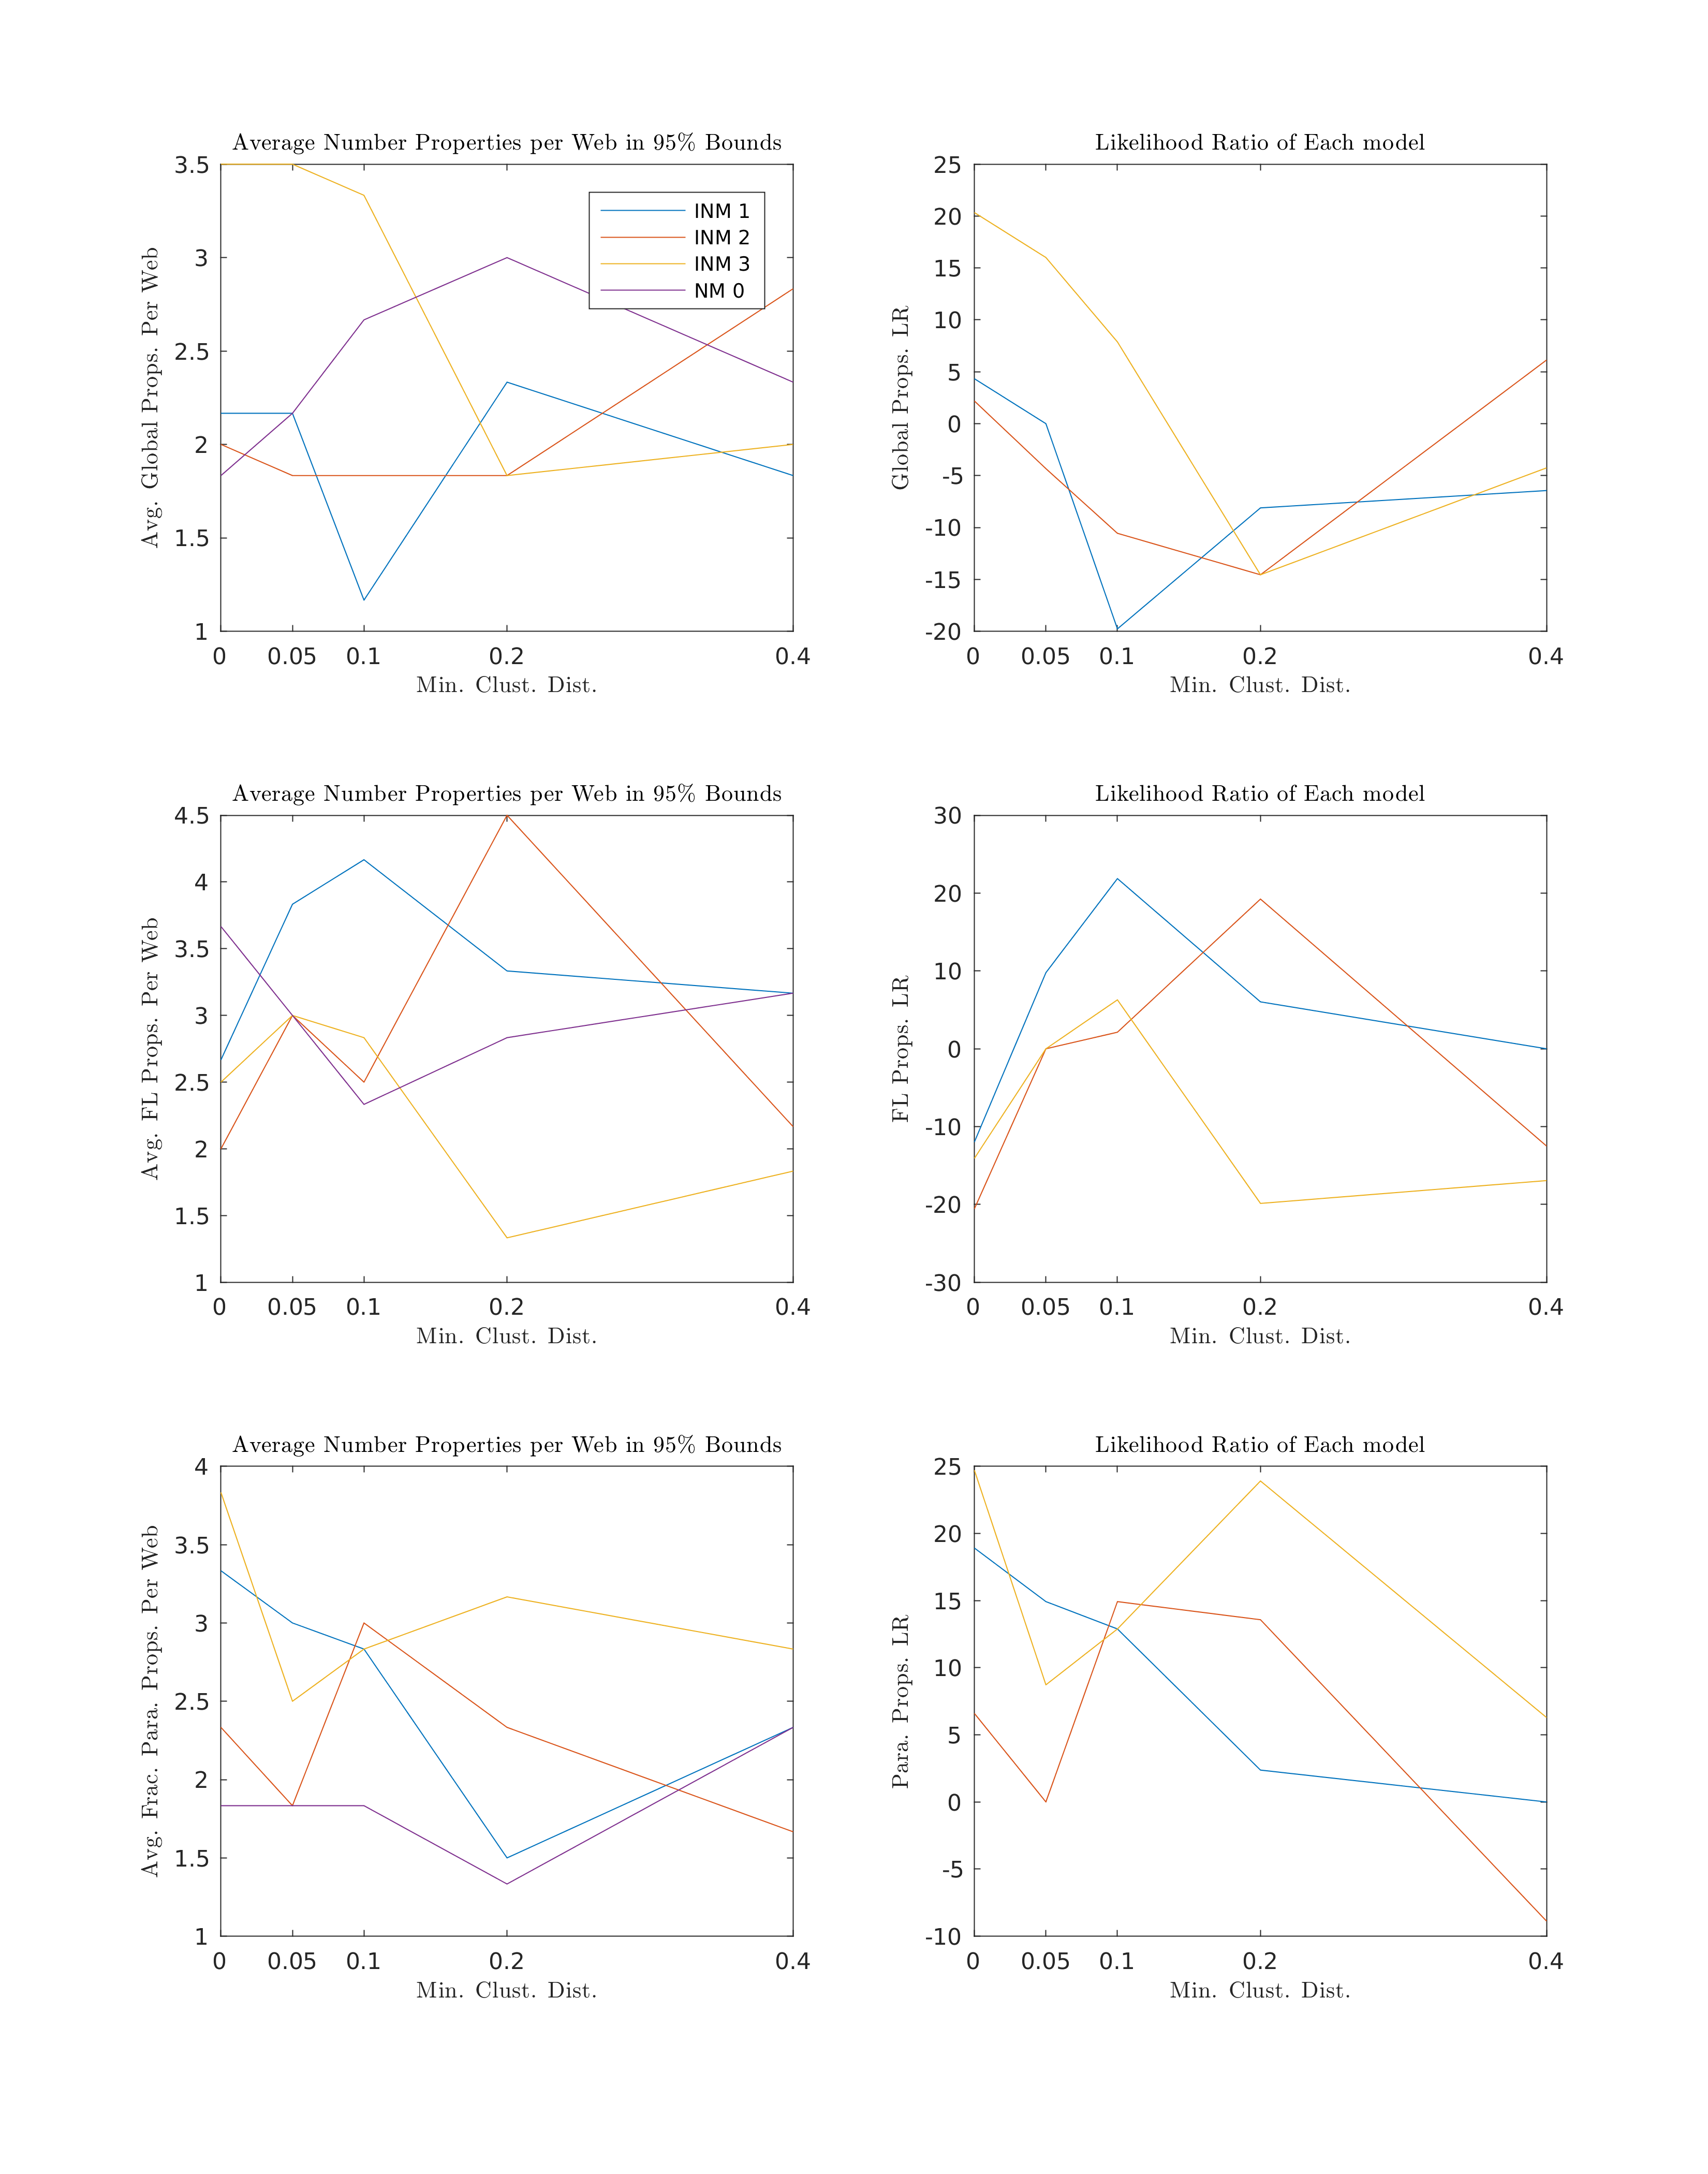 Average Number Properties per Web in 95% Bounds
Avg. Global Props. Per Web
3.5
3
2.5
2
1.5
1
0 0.05 0.1 0.2 0.4
Min. Clust. Dist.
INM 1
INM 2
INM 3
NM 0
Likelihood Ratio of Each model
Global Props. LR
25
20
15
10
5
0
-5
-10
-15
-20
0 0.05 0.1 0.2 0.4
Min. Clust. Dist.
Average Number Properties per Web in 95% Bounds
Avg. FL Props. Per Web
4.5
4
3.5
3
2.5
2
1.5
1
0 0.05 0.1 0.2 0.4
Min. Clust. Dist.
Likelihood Ratio of Each model
FL Props. LR
30
20
10
0
-10
-20
-30
0 0.05 0.1 0.2 0.4
Min. Clust. Dist.
Average Number Properties per Web in 95% Bounds
Avg. Frac. Para. Props. Per Web
4
3.5
3
2.5
2
1.5
1
0 0.05 0.1 0.2 0.4
Min. Clust. Dist.
Likelihood Ratio of Each model
Para. Props. LR
25
20
15
10
5
0
-5
-10
0 0.05 0.1 0.2 0.4
Min. Clust. Dist.